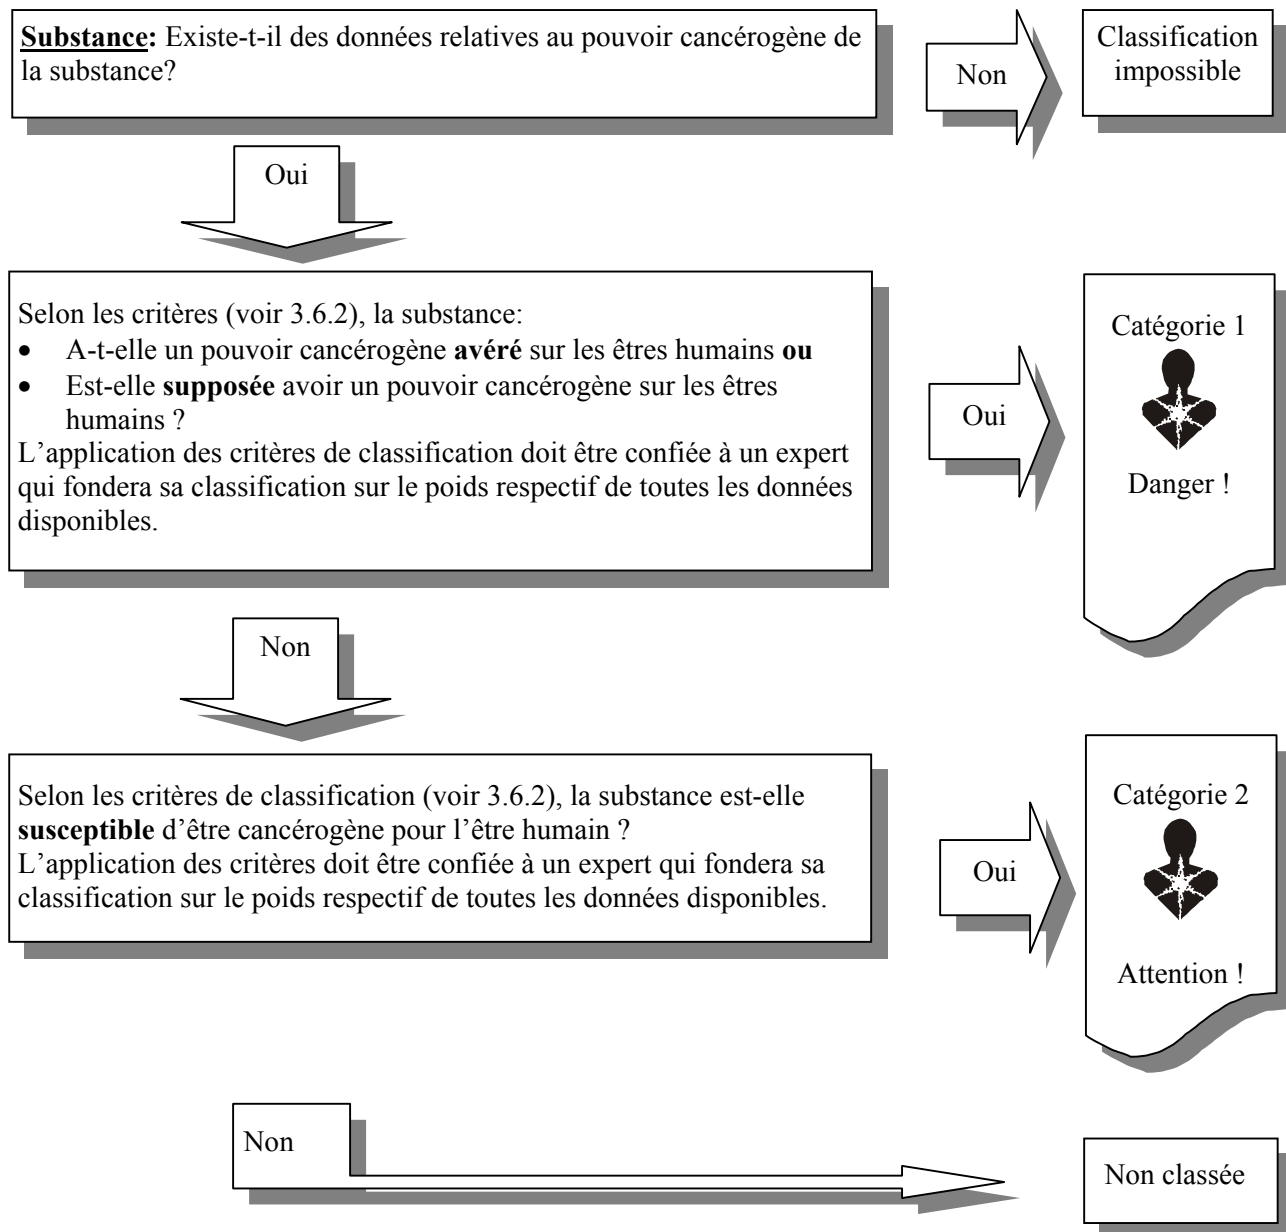 Substance: Existe-t-il des données relatives au pouvoir cancérogène de
la substance?
Non
Classification
impossible
Oui
Selon les critères (voir 3.6.2), la substance:
• A-t-elle un pouvoir cancérogène avéré sur les êtres humains ou
• Est-elle supposée avoir un pouvoir cancérogène sur les êtres
humains ?
L’application des critères de classification doit être confiée à un expert
qui fondera sa classification sur le poids respectif de toutes les données
disponibles.
Oui
Catégorie 1
Danger !
Non
Selon les critères de classification (voir 3.6.2), la substance est-elle
susceptible d’être cancérogène pour l’être humain ?
L’application des critères doit être confiée à un expert qui fondera sa
classification sur le poids respectif de toutes les données disponibles.
Oui
Catégorie 2
Attention !
Non
Non classée